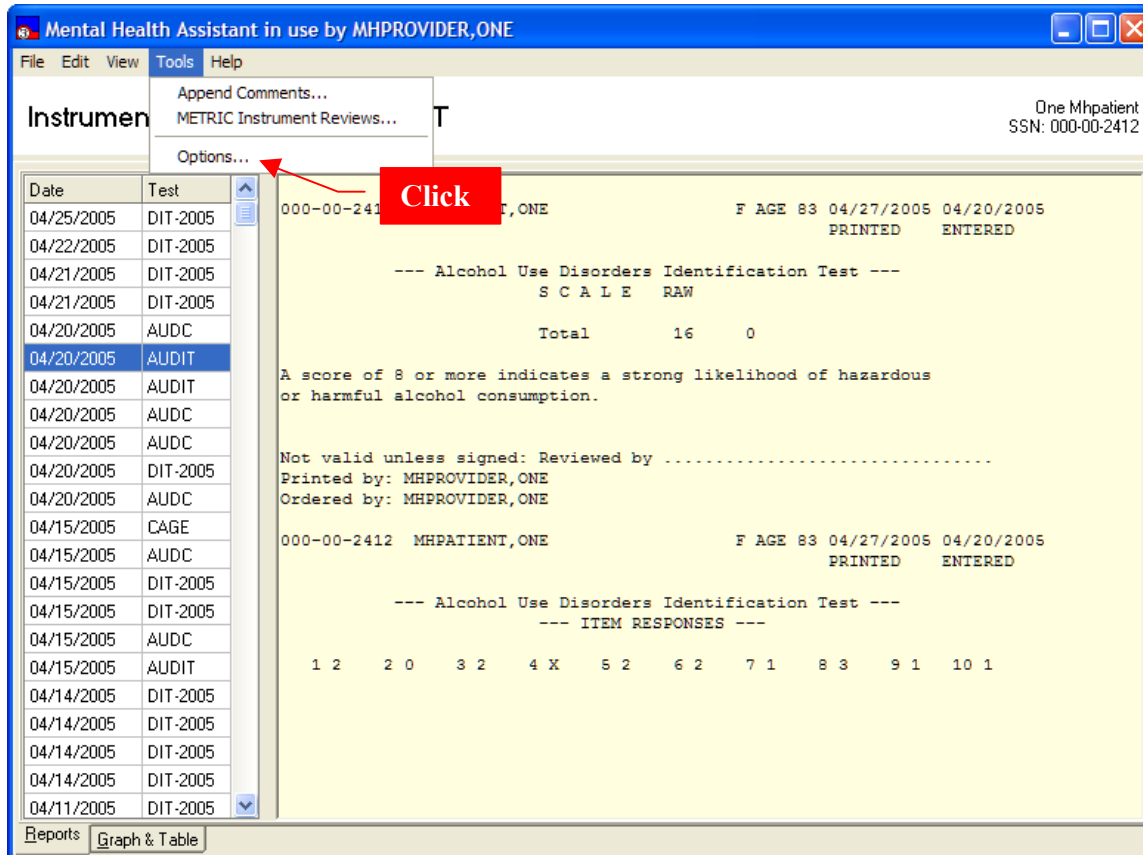 Mental Health Assistant in use by MHPROVIDER,ONE
File Edit View Tools Help
Append Comments...
METRIC Instrument Reviews...
Options...
Instrumen T
One Mhpatient
SSN: 000-00-2412
Click
Date Test
04/25/2005 DIT-2005
04/22/2005 DIT-2005
04/21/2005 DIT-2005
04/21/2005 DIT-2005
04/20/2005 AUDC
04/20/2005 AUDIT
04/20/2005 AUDIT
04/20/2005 AUDC
04/20/2005 AUDC
04/20/2005 DIT-2005
04/20/2005 AUDC
04/15/2005 CAGE
04/15/2005 AUDC
04/15/2005 DIT-2005
04/15/2005 DIT-2005
04/15/2005 AUDC
04/15/2005 AUDIT
04/14/2005 DIT-2005
04/14/2005 DIT-2005
04/14/2005 DIT-2005
04/14/2005 DIT-2005
04/11/2005 DIT-2005
000-00-241 T,ONE F AGE 83 04/27/2005 04/20/2005
PRINTED ENTERED
--- Alcohol Use Disorders Identification Test ---
S C A L E RAW
Total 16 0
A score of 8 or more indicates a strong likelihood of hazardous
or harmful alcohol consumption.
Not valid unless signed: Reviewed by ................................
Printed by: MHPROVIDER,ONE
Ordered by: MHPROVIDER,ONE
000-00-2412 MHPATIENT,ONE F AGE 83 04/27/2005 04/20/2005
PRINTED ENTERED
--- Alcohol Use Disorders Identification Test ---
--- ITEM RESPONSES ---
1 2 2 0 3 2 4 X 5 2 6 2 7 1 8 3 9 1 10 1
Reports Graph & Table